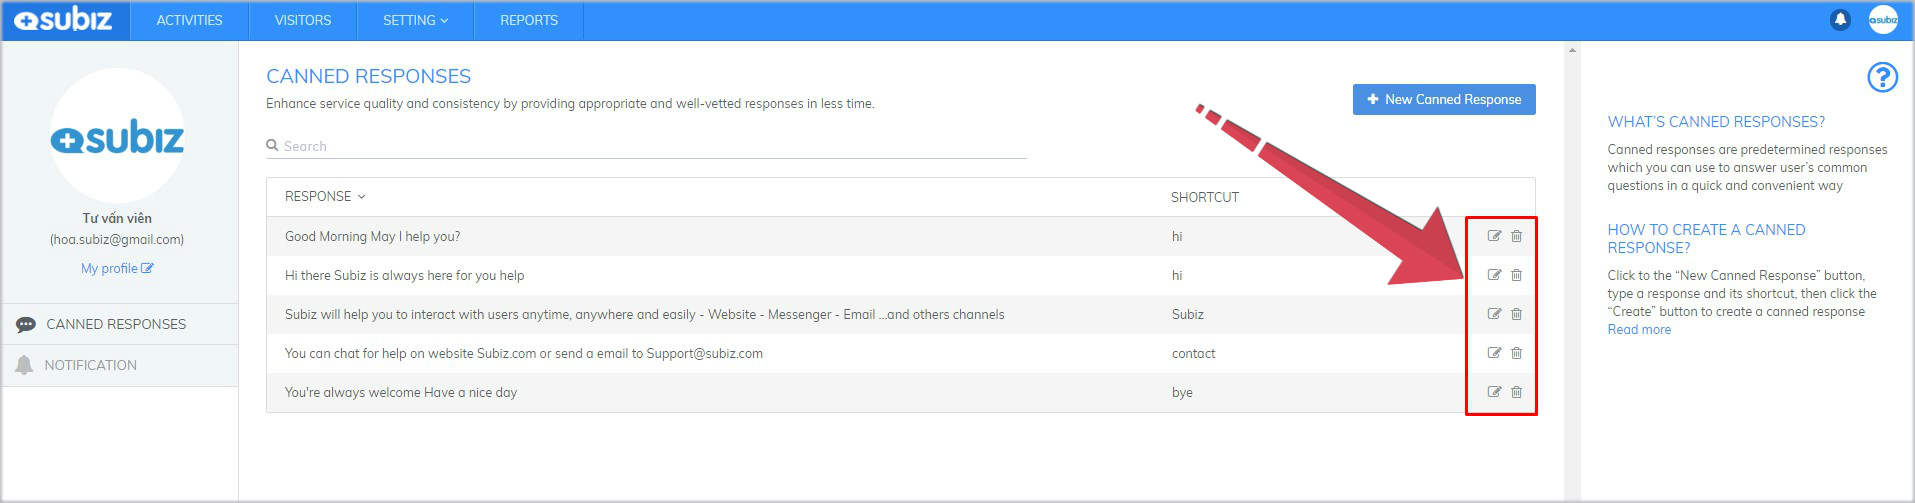 subiz
ACTIVITIES
VISITORS
SETTING
REPORTS
subiz
subiz
Tư vấn viên
(hoa.subiz@gmail.com)
My profile
CANNED RESPONSES
NOTIFICATION
CANNED RESPONSES
Enhance service quality and consistency by providing appropriate and well-vetted responses in less time.
New Canned Response
Search
RESPONSE
SHORTCUT
Good Morning May I help you?
hi
Hi there Subiz is always here for you help
hi
Subiz will help you to interact with users anytime, anywhere and easily - Website - Messenger - Email ...and others channels
Subiz
You can chat for help on website Subiz.com or send a email to Support@subiz.com
contact
You're always welcome Have a nice day
bye
WHAT'S CANNED RESPONSES?
Canned responses are predetermined responses
which you can use to answer user's common
questions in a quick and convenient way
HOW TO CREATE A CANNED
RESPONSE?
Click to the “New Canned Response” button,
type a response and its shortcut, then click the
“Create” button to create a canned response
Read more